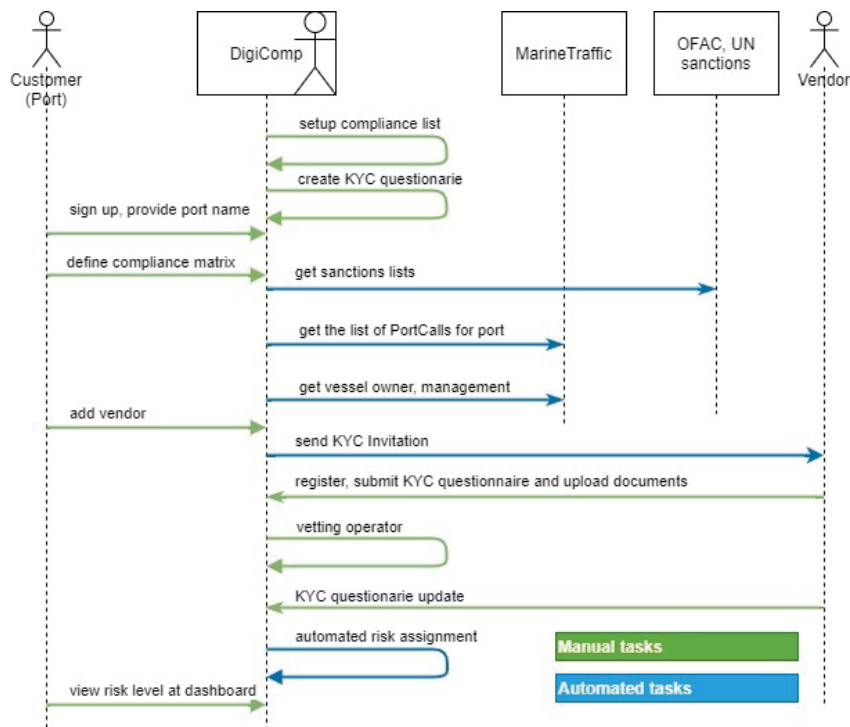 Customer
(Port)
DigiComp
MarineTraffic
OFAC, UN
sanctions
Vendor
setup compliance list
create KYC questionarie
sign up, provide port name
define compliance matrix
get sanctions lists
get the list of PortCalls for port
get vessel owner, management
add vendor
send KYC Invitation
register, submit KYC questionnaire and upload documents
vetting operator
KYC questionarie update
automated risk assignment
Manual tasks
Automated tasks
view risk level at dashboard